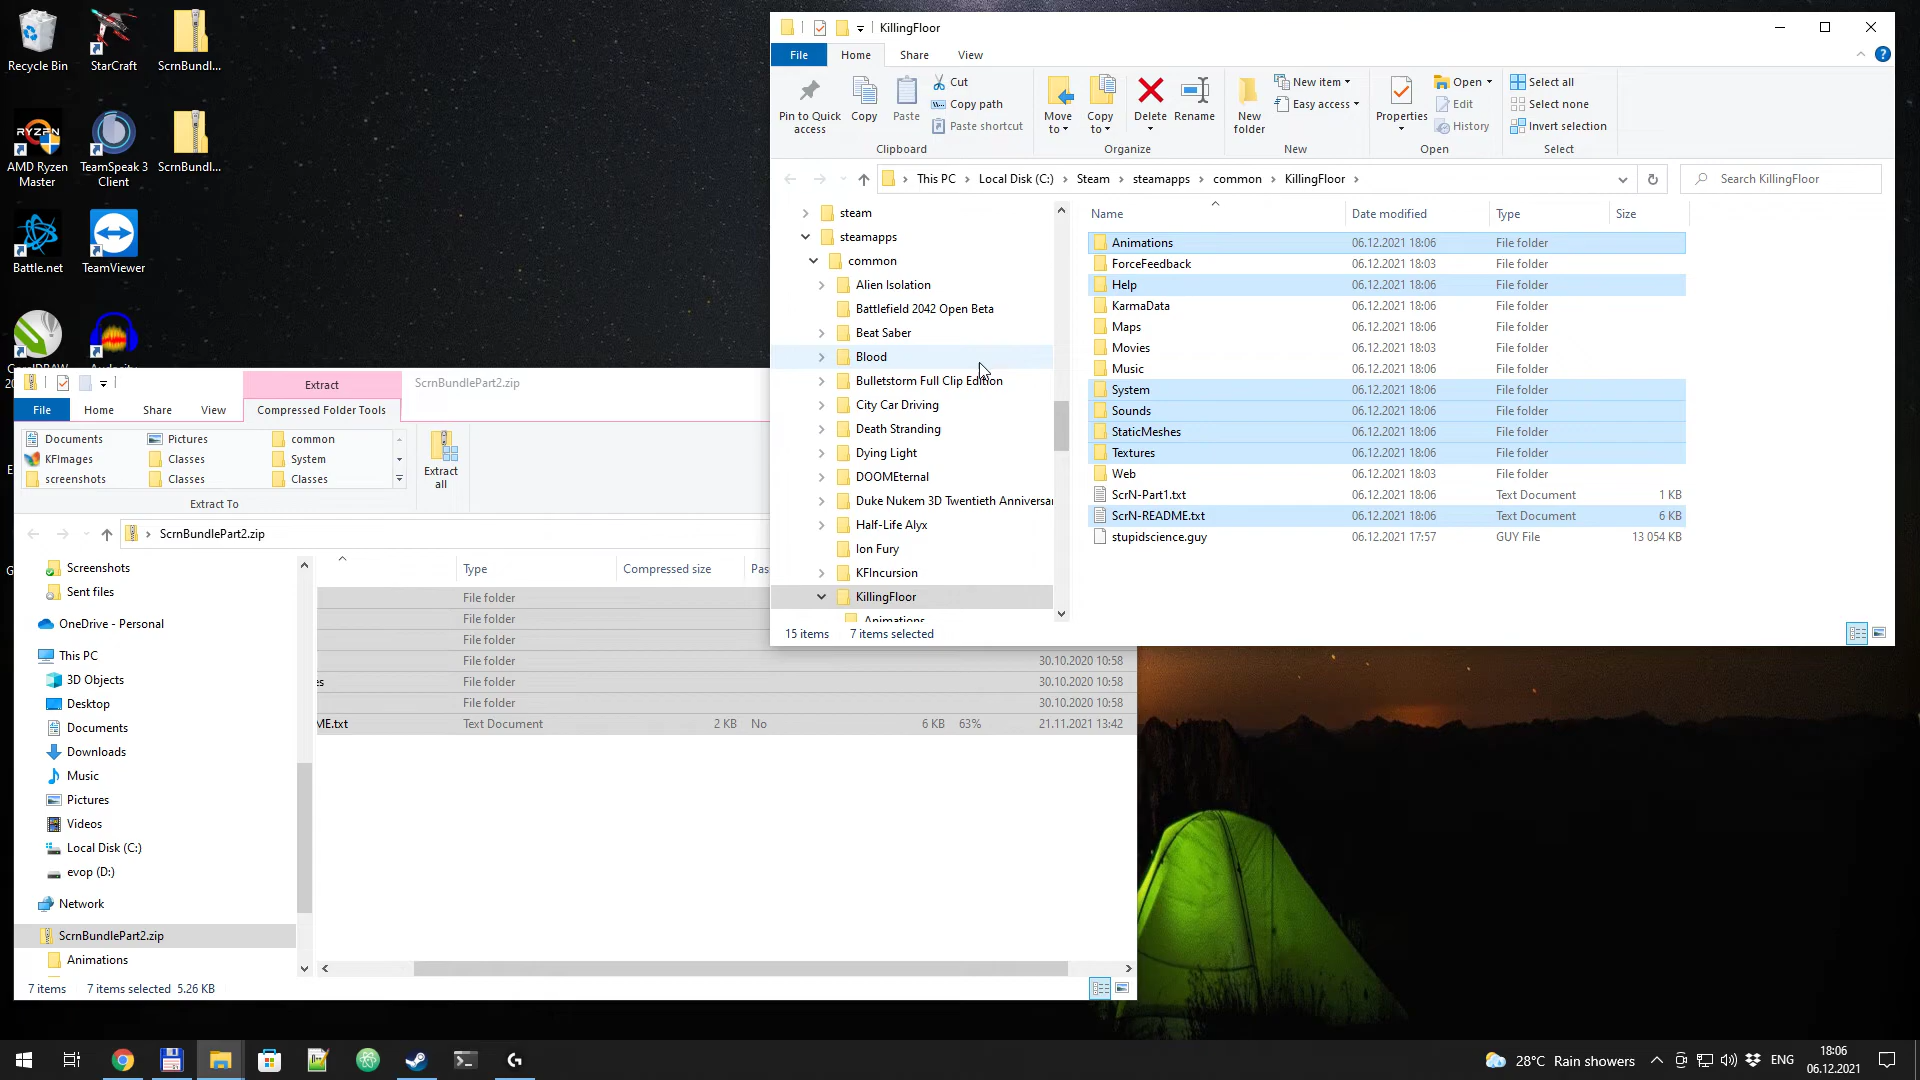 Recycle Bin
StarCraft
ScrnBundl...
AMD Ryzen Master
TeamSpeak 3 Client
ScrnBundl...
Battle.net
TeamViewer
KillingFloor
File Home Share View
Pin to Quick access
Copy
Paste
Cut
Copy path
Paste shortcut
Clipboard
Move to
Copy to
Delete
Rename
Organize
New folder
New item
Easy access
New
Properties
Open
Edit
History
Open
Select all
Select none
Invert selection
Select
This PC > Local Disk (C:) > Steam > steamapps > common > KillingFloor >
Search KillingFloor
steam
steamapps
common
Alien Isolation
Battlefield 2042 Open Beta
Beat Saber
Blood
Bulletstorm Full Clip Edition
City Car Driving
Death Stranding
Dying Light
DOOMEternal
Duke Nukem 3D Twentieth Anniversar
Half-Life Alyx
Ion Fury
KFIncursion
KillingFloor
Animations
Name Date modified Type Size
Animations 06.12.2021 18:06 File folder
ForceFeedback 06.12.2021 18:03 File folder
Help 06.12.2021 18:06 File folder
KarmaData 06.12.2021 18:06 File folder
Maps 06.12.2021 18:06 File folder
Movies 06.12.2021 18:03 File folder
Music 06.12.2021 18:06 File folder
System 06.12.2021 18:06 File folder
Sounds 06.12.2021 18:06 File folder
StaticMeshes 06.12.2021 18:06 File folder
Textures 06.12.2021 18:06 File folder
Web 06.12.2021 18:03 File folder
ScrN-Part1.txt 06.12.2021 18:06 Text Document 1 KB
ScrN-README.txt 06.12.2021 18:06 Text Document 6 KB
stupidscience.guy 06.12.2021 17:57 GUY File 13 054 KB
15 items 7 items selected
Extract
ScrnBundlePart2.zip
File Home Share View Compressed Folder Tools
Documents Pictures common
KFImages Classes System
screenshots Classes Classes
Extract To
Extract all
ScrnBundlePart2.zip
Screenshots
Sent files
OneDrive - Personal
This PC
3D Objects
Desktop
Documents
Downloads
Music
Pictures
Videos
Local Disk (C:)
evop (D:)
Network
ScrnBundlePart2.zip
Animations
Type Compressed size Pas
File folder
File folder
File folder
File folder 30.10.2020 10:58
es File folder 30.10.2020 10:58
File folder 30.10.2020 10:58
ME.txt Text Document 2 KB No 6 KB 63% 21.11.2021 13:42
7 items 7 items selected 5.26 KB
28°C Rain showers
ENG
18:06
06.12.2021